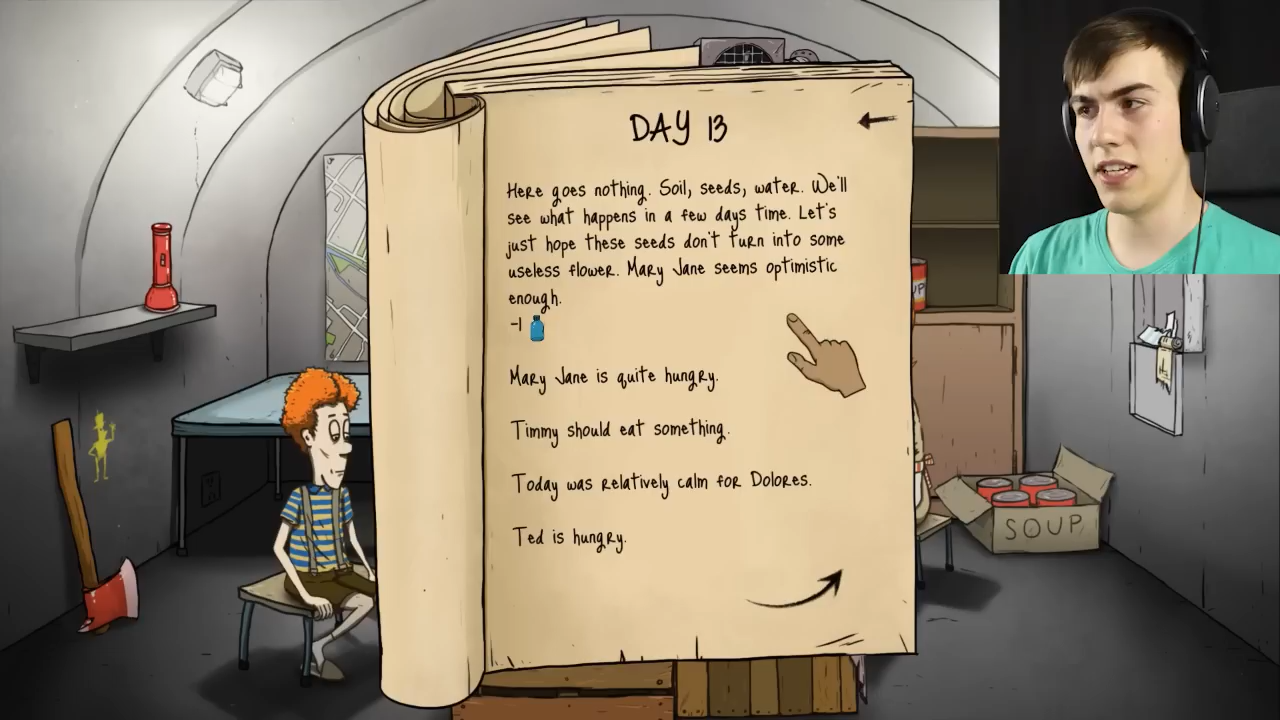 DAY 13
Here goes nothing. Soil, seeds, water. We'll
see what happens in a few days time. Let's
just hope these seeds don't turn into some
useless flower. Mary Jane seems optimistic
enough.
-1
Mary Jane is quite hungry.
Timmy should eat something.
Today was relatively calm for Dolores.
Ted is hungry.
UP
SOUP